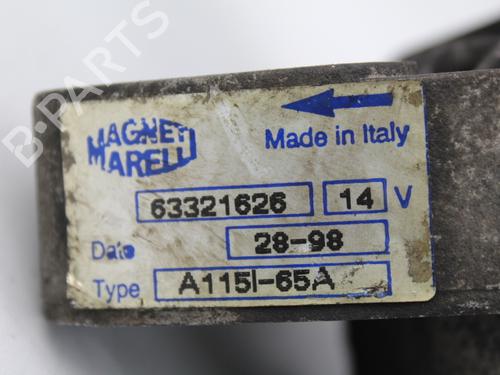 B-PARTS
MAGNETI
MARELLI
Made in Italy
63321626 14 V
Date 28-98
Type A115I-65A